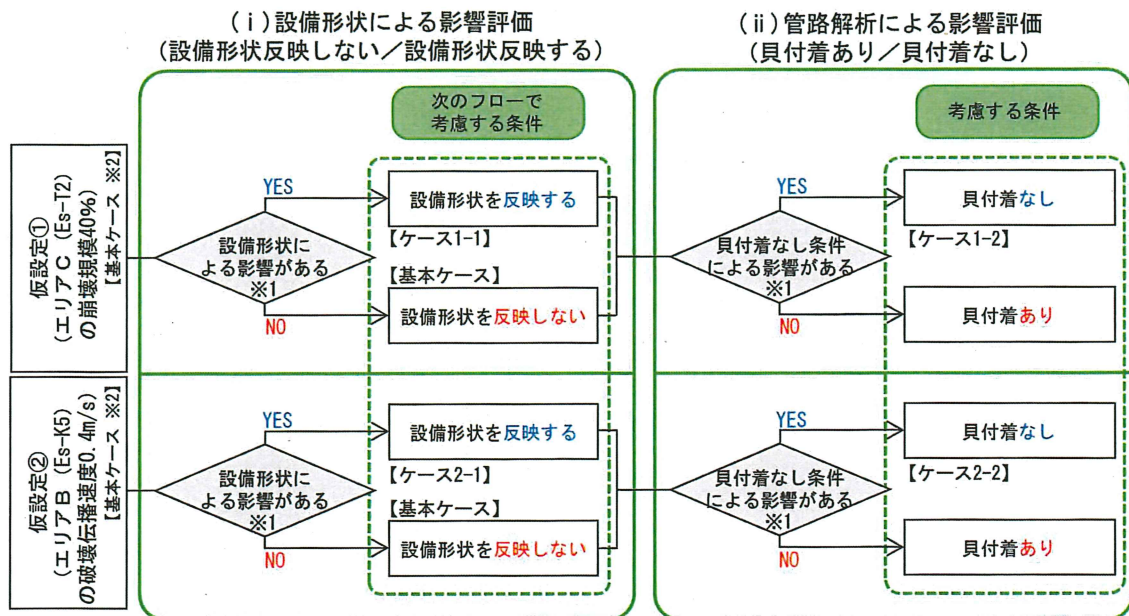 (ⅰ)設備形状による影響評価
(設備形状反映しない/設備形状反映する)
(ⅱ)管路解析による影響評価
(貝付着あり/貝付着なし)
次のフローで
考慮する条件
考慮する条件
仮設定①
(エリアC(Es-T2)
の崩壊規模40%)
【基本ケース ※2】
設備形状に
よる影響がある
※1
YES
設備形状を反映する
【ケース1-1】
【基本ケース】
NO
設備形状を反映しない
貝付着なし条件
による影響がある
※1
YES
貝付着なし
【ケース1-2】
NO
貝付着あり
仮設定②
(エリアB(Es-K5)
の破壊伝播速度0.4m/s)
【基本ケース ※2】
設備形状に
よる影響がある
※1
YES
設備形状を反映する
【ケース2-1】
【基本ケース】
NO
設備形状を反映しない
貝付着なし条件
による影響がある
※1
YES
貝付着なし
【ケース2-2】
NO
貝付着あり